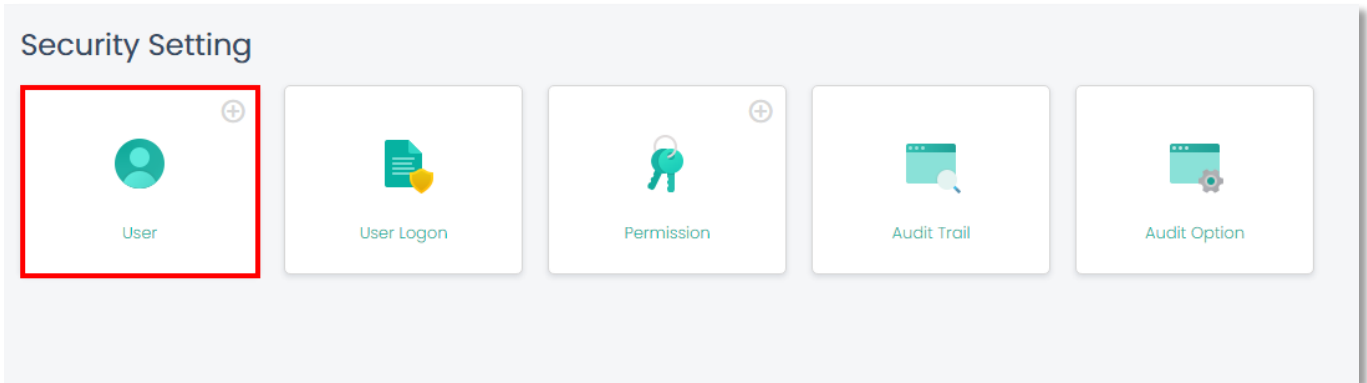 Security Setting
User
User Logon
Permission
Audit Trail
Audit Option